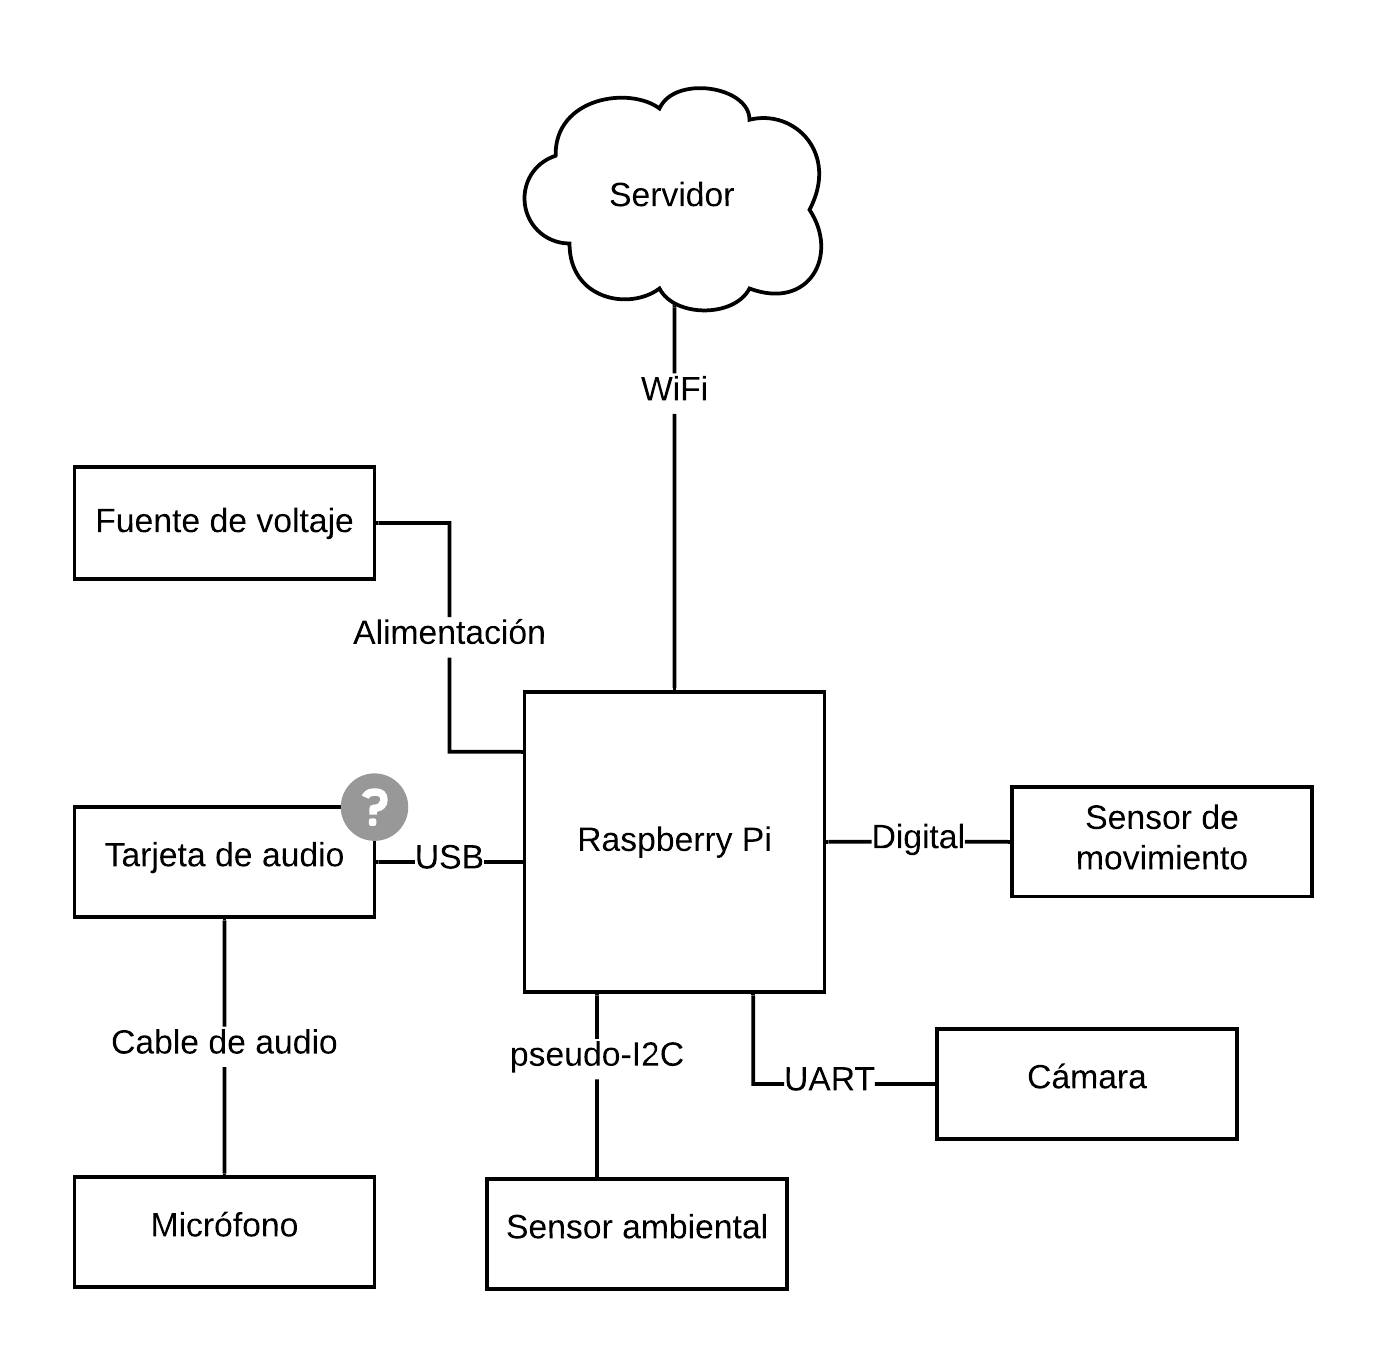 Servidor
WiFi
Fuente de voltaje
Alimentación
?
Tarjeta de audio
USB
Raspberry Pi
Digital
Sensor de
movimiento
Cable de audio
pseudo-I2C
UART
Cámara
Micrófono
Sensor ambiental